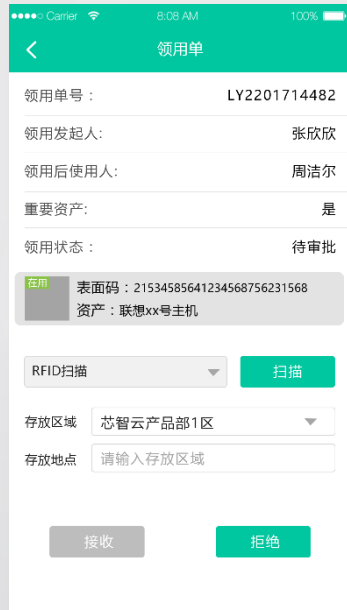 Carrier 8:08 AM 100%
领用单
领用单号： LY2201714482
领用发起人: 张欣欣
领用后使用人: 周洁尔
重要资产: 是
领用状态： 待审批
在用 表面码：21534585641234568756231568
资产：联想xx号主机
RFID扫描 扫描
存放区域 芯智云产品部1区
存放地点 请输入存放区域
接收 拒绝